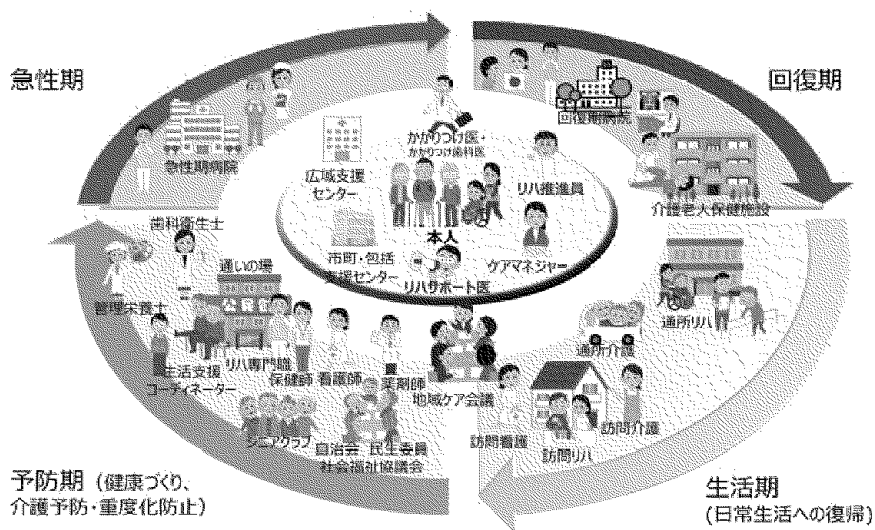 急性期
回復期
急性期病院
回復期病院
介護老人保健施設
かかりつけ医・
かかりつけ歯科医
広域支援
センター
リハ推進員
本人
市町・包括
支援センター
リハサポート医
ケアマネジャー
歯科衛生士
管理栄養士
通いの場
公民館
生活支援
コーディネーター
リハ専門職
保健師
看護師
薬剤師
地域ケア会議
シニアクラブ
自治会 民生委員
社会福祉協議会
通所リハ
通所介護
訪問看護
訪問リハ
訪問介護
予防期 (健康づくり、
介護予防・重度化防止)
生活期
(日常生活への復帰)